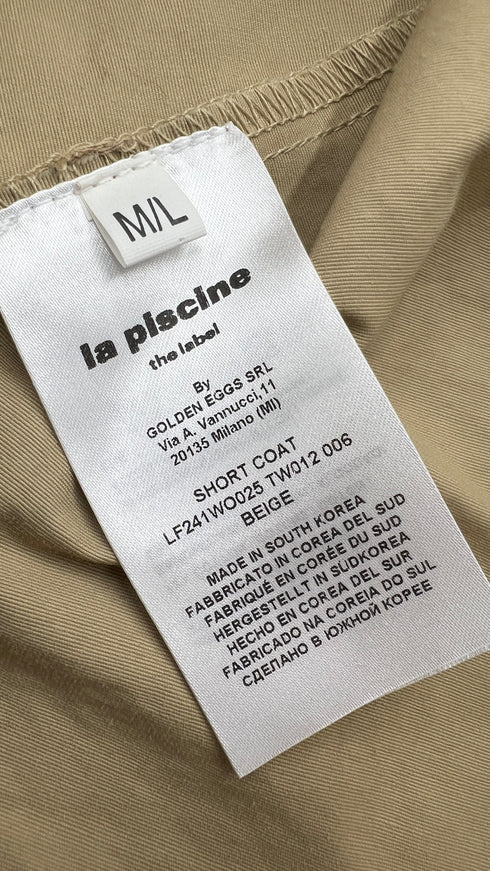 M/L
la piscine
the label
By
GOLDEN EGGS SRL
Via A. Vannucci,11
20135 Milano (MI)
SHORT COAT
LF241WO025 TW012 006
BEIGE
MADE IN SOUTH KOREA
FABBRICATO IN COREA DEL SUD
FABRIQUÉ EN CORÉE DU SUD
HERGESTELLT IN SÜDKOREA
HECHO EN COREA DEL SUR
FABRICADO NA COREIA DO SUL
СДЕЛАНО В ЮЖНОЙ КОРЕЕ